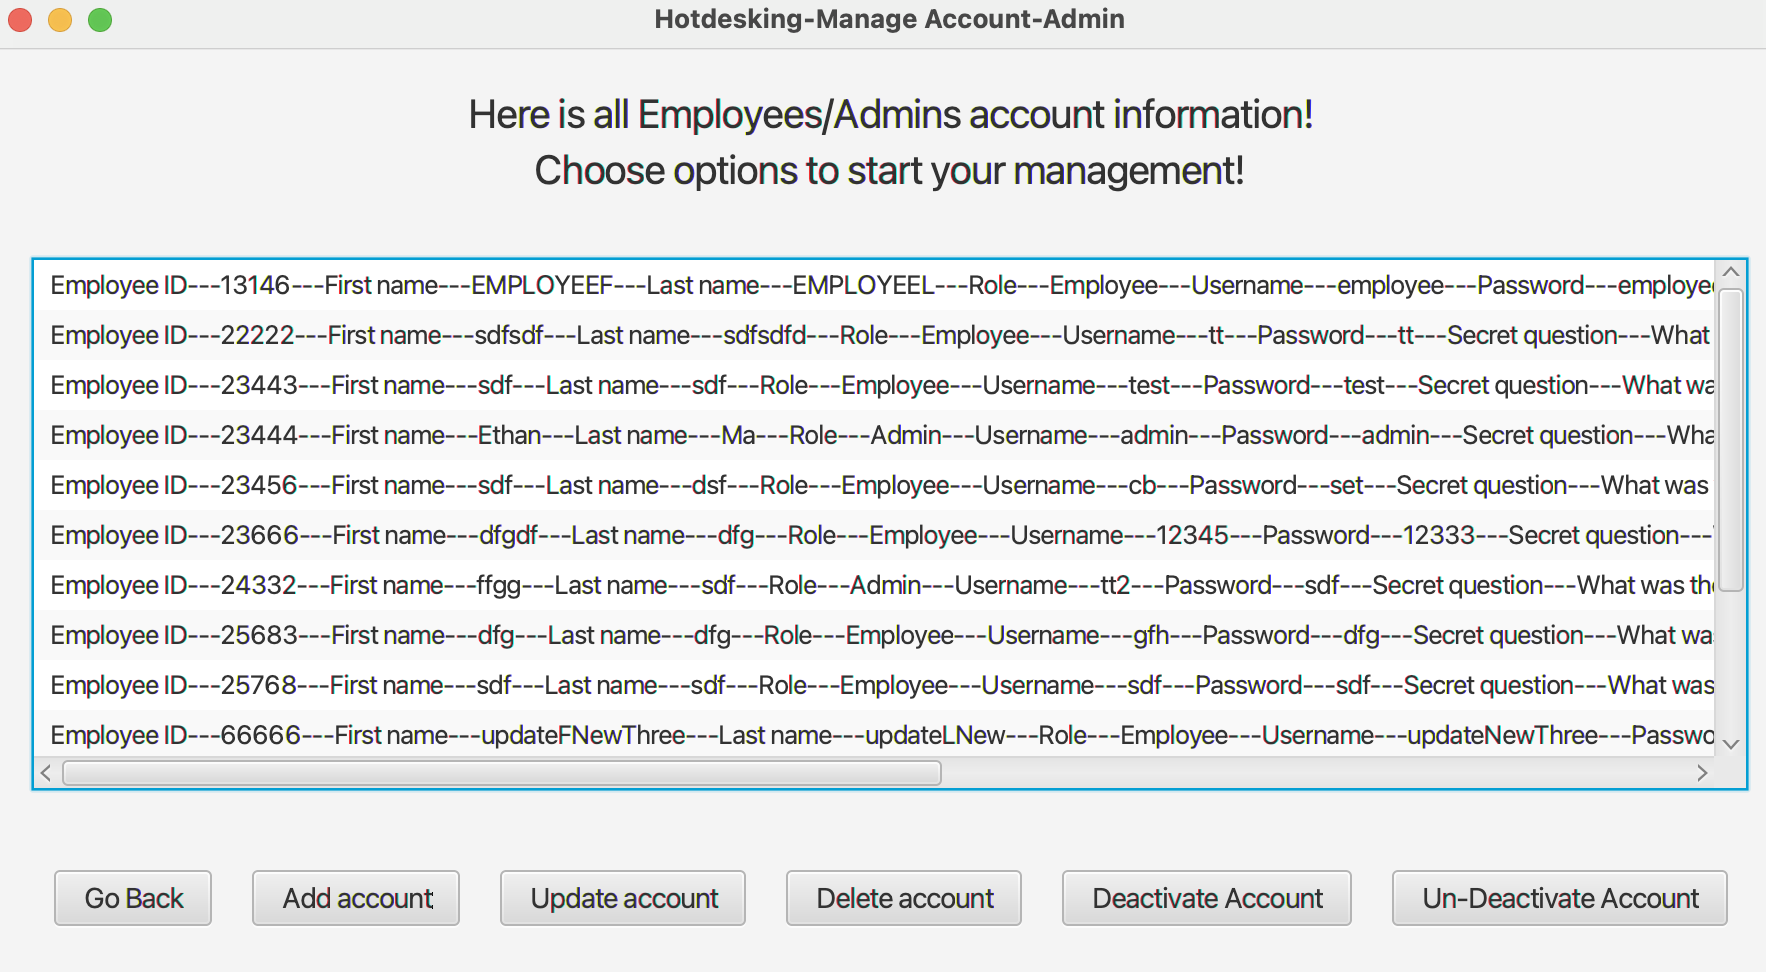 Hotdesking-Manage Account-Admin
Here is all Employees/Admins account information!
Choose options to start your management!
Employee ID---13146---First name---EMPLOYEEF---Last name---EMPLOYEEL---Role---Employee---Username---employee---Password---employe
Employee ID---22222---First name---sdfsdf---Last name---sdfsdfd---Role---Employee---Username---tt---Password---tt---Secret question---What
Employee ID---23443---First name---sdf---Last name---sdf---Role---Employee---Username---test---Password---test---Secret question---What wa
Employee ID---23444---First name---Ethan---Last name---Ma---Role---Admin---Username---admin---Password---admin---Secret question---Wha
Employee ID---23456---First name---sdf---Last name---dsf---Role---Employee---Username---cb---Password---set---Secret question---What was
Employee ID---23666---First name---dfgdf---Last name---dfg---Role---Employee---Username---12345---Password---12333---Secret question---
Employee ID---24332---First name---ffgg---Last name---sdf---Role---Admin---Username---tt2---Password---sdf---Secret question---What was th
Employee ID---25683---First name---dfg---Last name---dfg---Role---Employee---Username---gfh---Password---dfg---Secret question---What wa
Employee ID---25768---First name---sdf---Last name---sdf---Role---Employee---Username---sdf---Password---sdf---Secret question---What was
Employee ID---66666---First name---updateFNewThree---Last name---updateLNew---Role---Employee---Username---updateNewThree---Passwo
Go Back
Add account
Update account
Delete account
Deactivate Account
Un-Deactivate Account